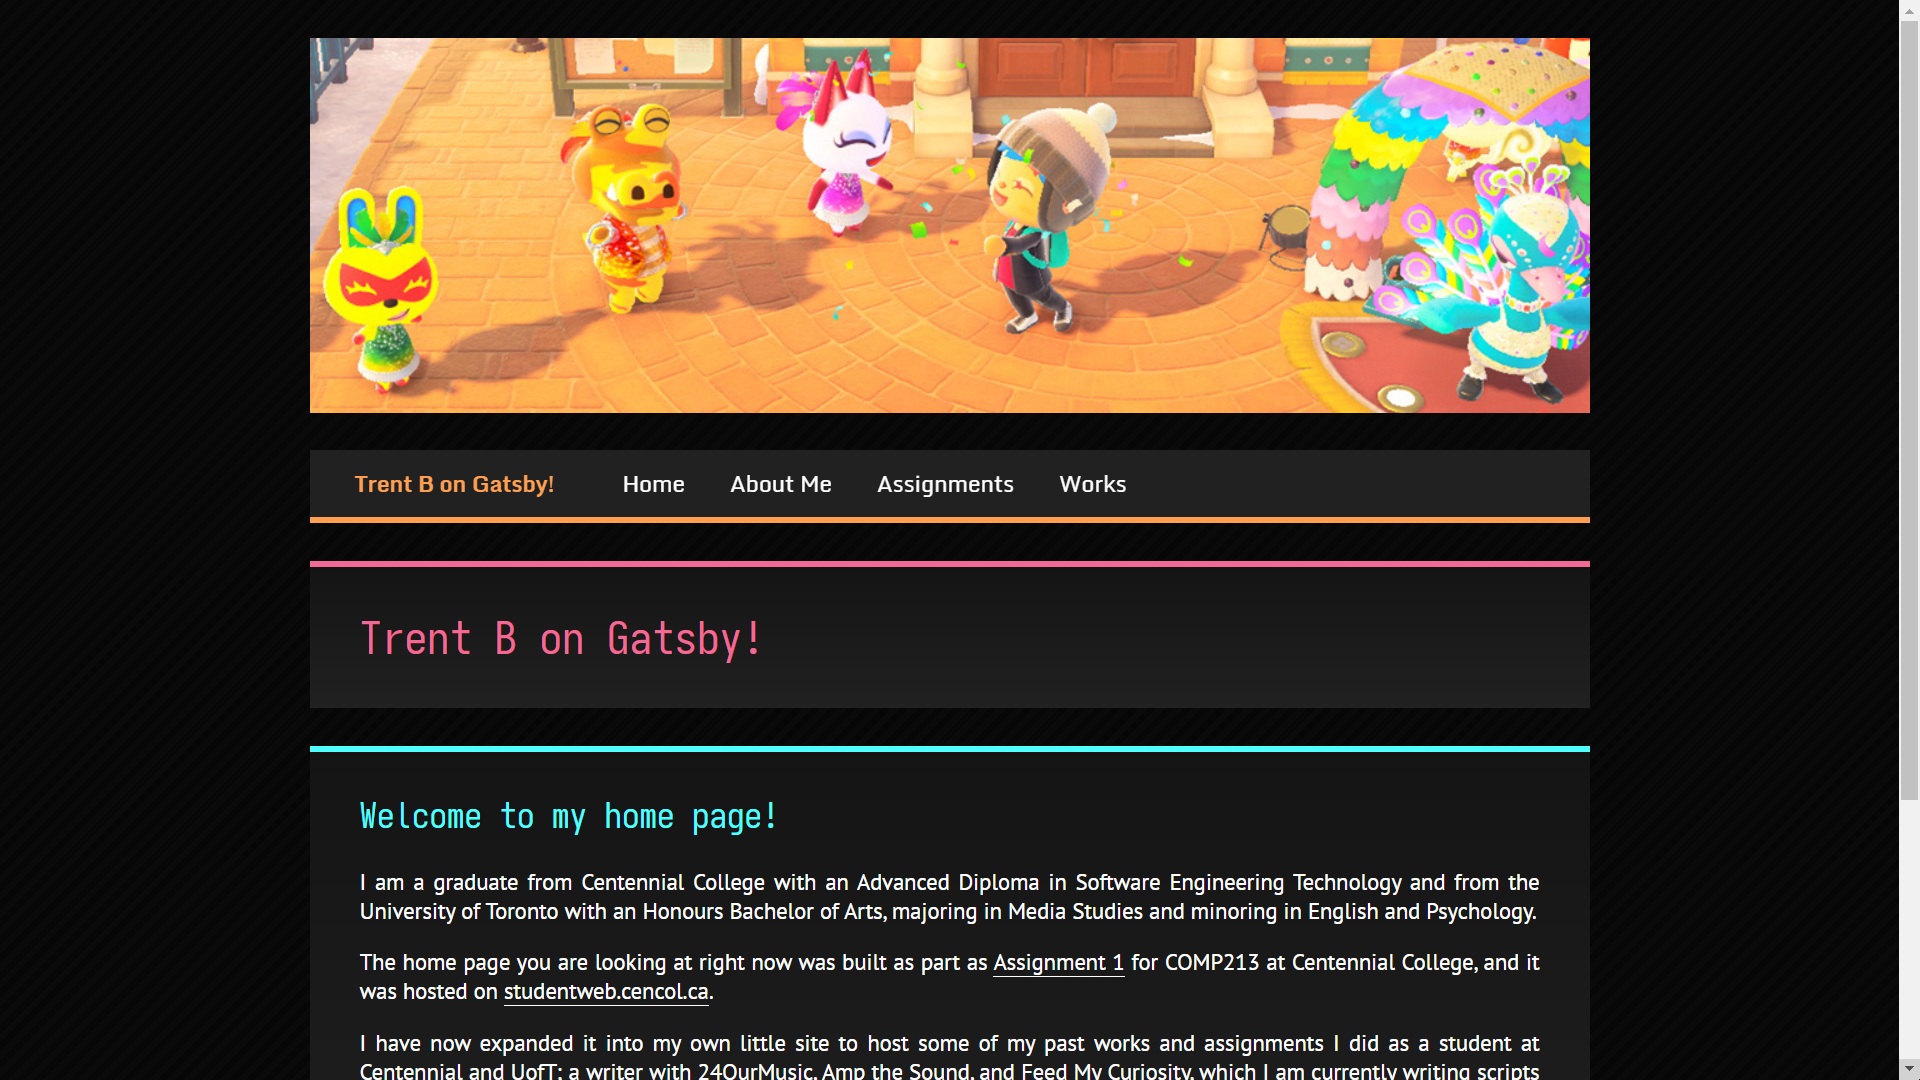 Trent B on Gatsby! Home About Me Assignments Works
Trent B on Gatsby!
Welcome to my home page!
I am a graduate from Centennial College with an Advanced Diploma in Software Engineering Technology and from the
University of Toronto with an Honours Bachelor of Arts, majoring in Media Studies and minoring in English and Psychology.
The home page you are looking at right now was built as part as Assignment 1 for COMP213 at Centennial College, and it
was hosted on studentweb.cencol.ca.
I have now expanded it into my own little site to host some of my past works and assignments I did as a student at
Centennial and UofT; a writer with 24OurMusic, Amp the Sound, and Feed My Curiosity, which I am currently writing scripts